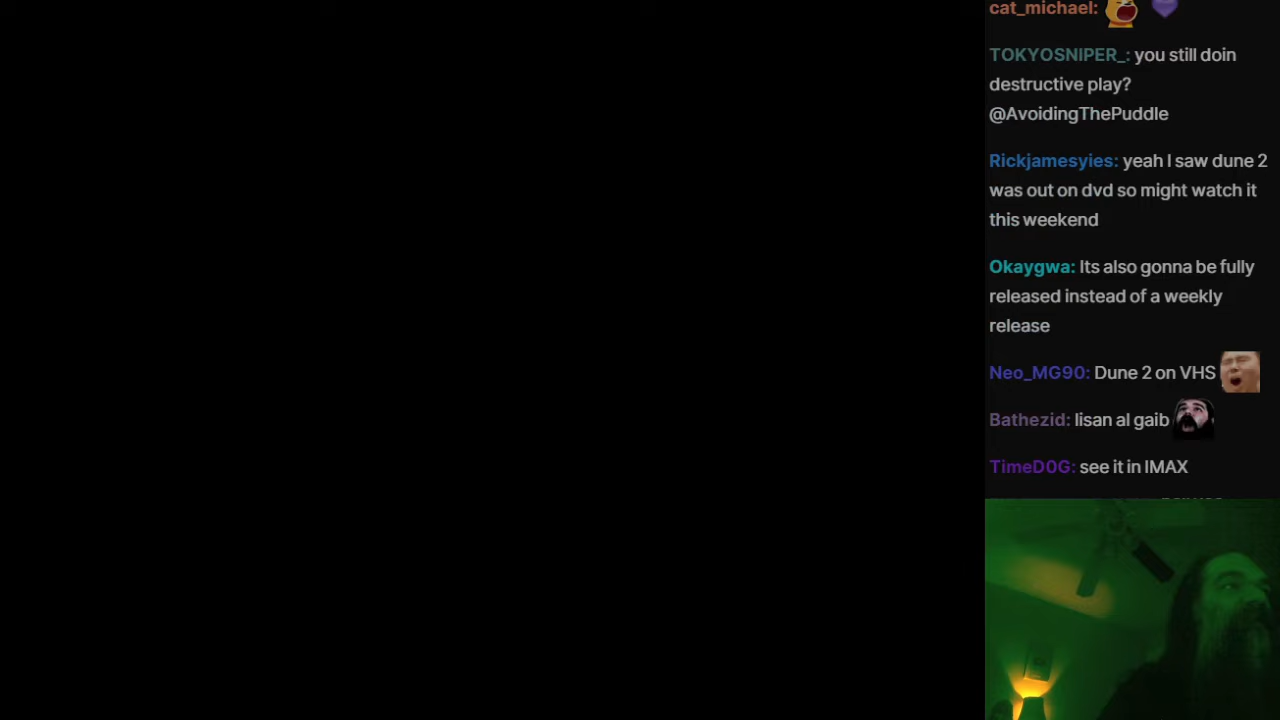 cat_michael:
TOKYOSNIPER_: you still doin
destructive play?
@AvoidingThePuddle
Rickjamesyies: yeah I saw dune 2
was out on dvd so might watch it
this weekend
Okaygwa: Its also gonna be fully
released instead of a weekly
release
Neo_MG90: Dune 2 on VHS
Bathezid: lisan al gaib
TimeD0G: see it in IMAX